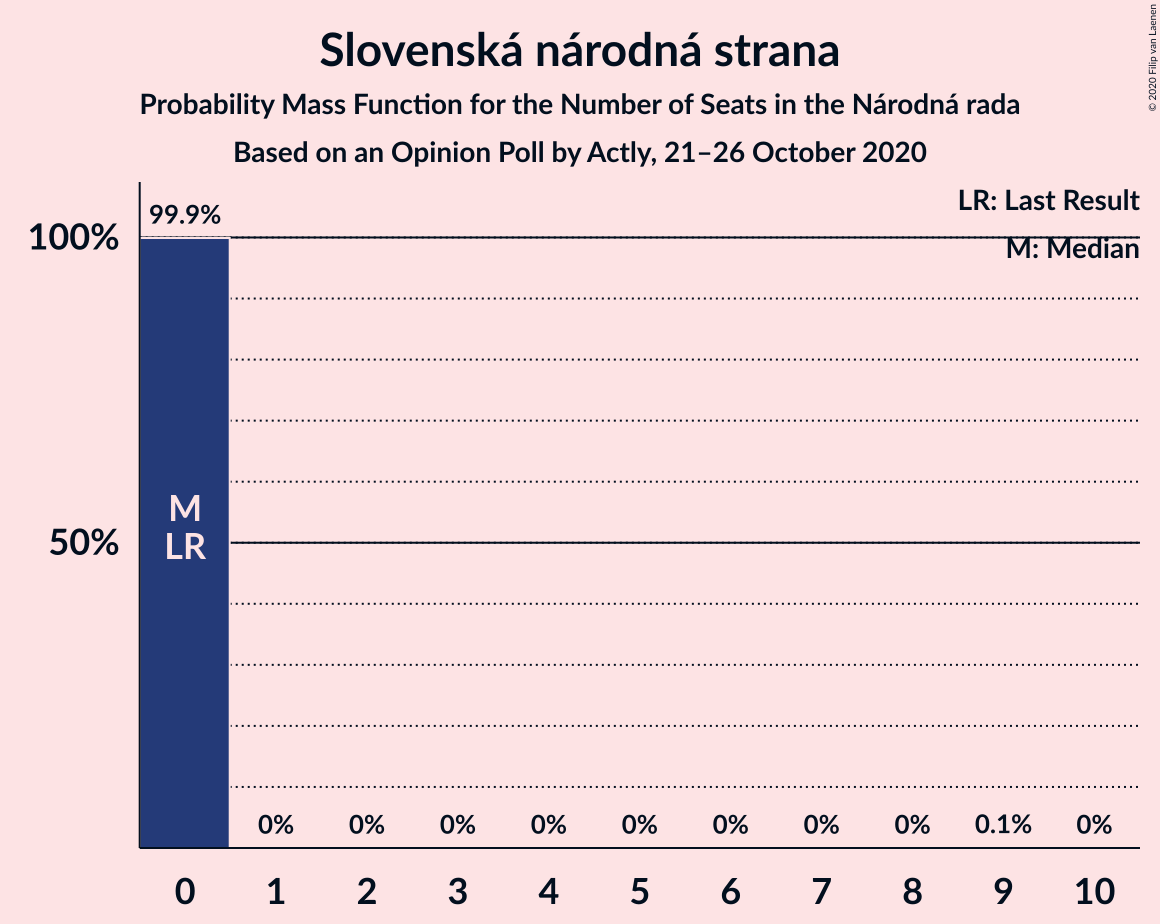 Slovenská národná strana
Probability Mass Function for the Number of Seats in the Národná rada
Based on an Opinion Poll by Actly, 21–26 October 2020
© 2020 Filip van Laenen
LR: Last Result
M: Median
99.9%
100%
M
LR
50%
0% 0% 0% 0% 0% 0% 0% 0% 0.1% 0%
0 1 2 3 4 5 6 7 8 9 10